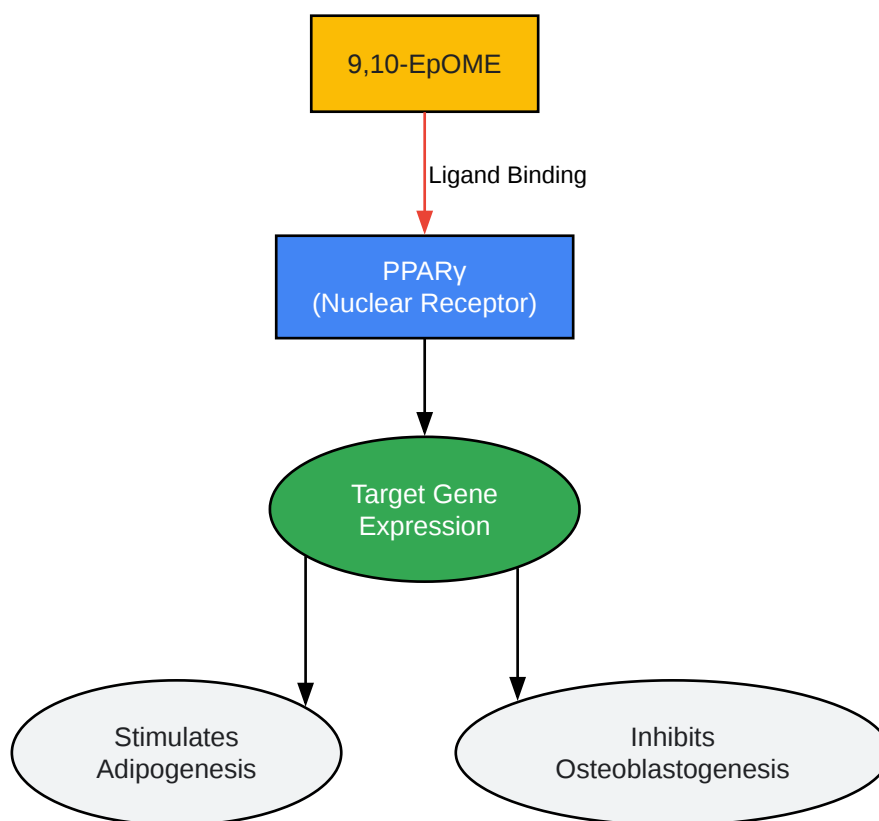 9,10-EpOME
Ligand Binding
PPARγ
(Nuclear Receptor)
Target Gene
Expression
Stimulates
Adipogenesis
Inhibits
Osteoblastogenesis